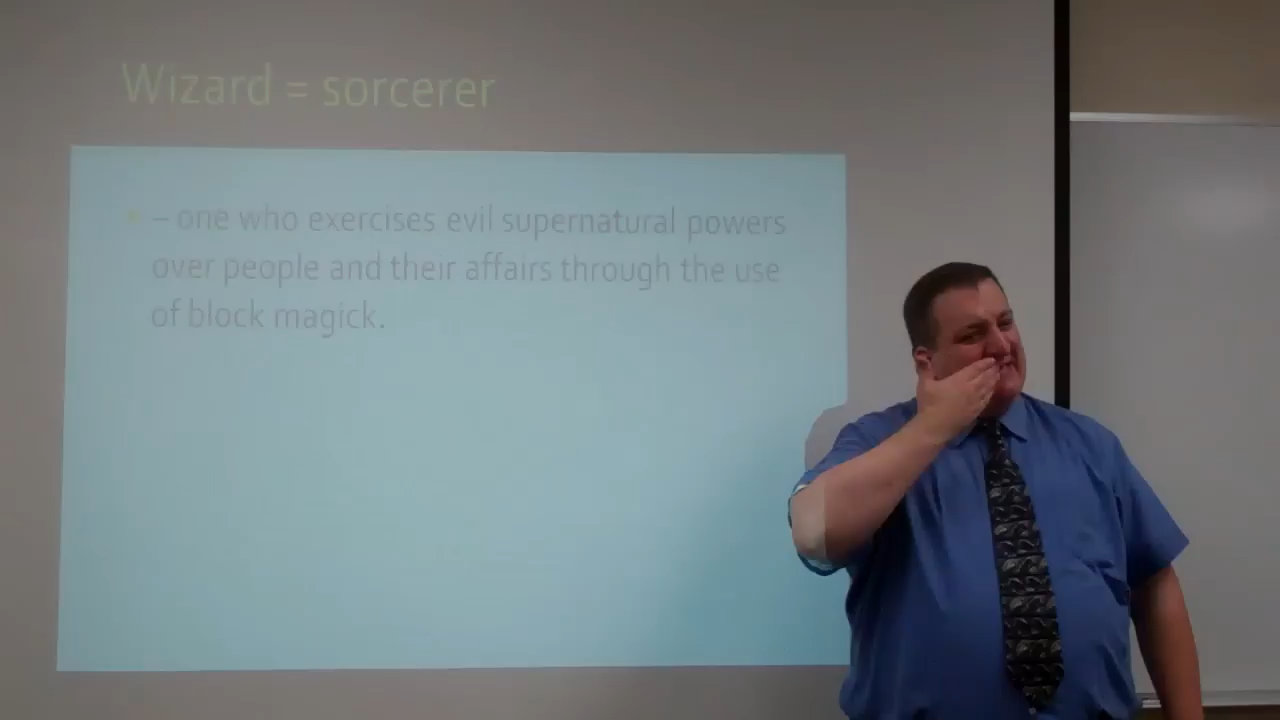 Wizard = sorcerer
– one who exercises evil supernatural powers
over people and their affairs through the use
of block magick.